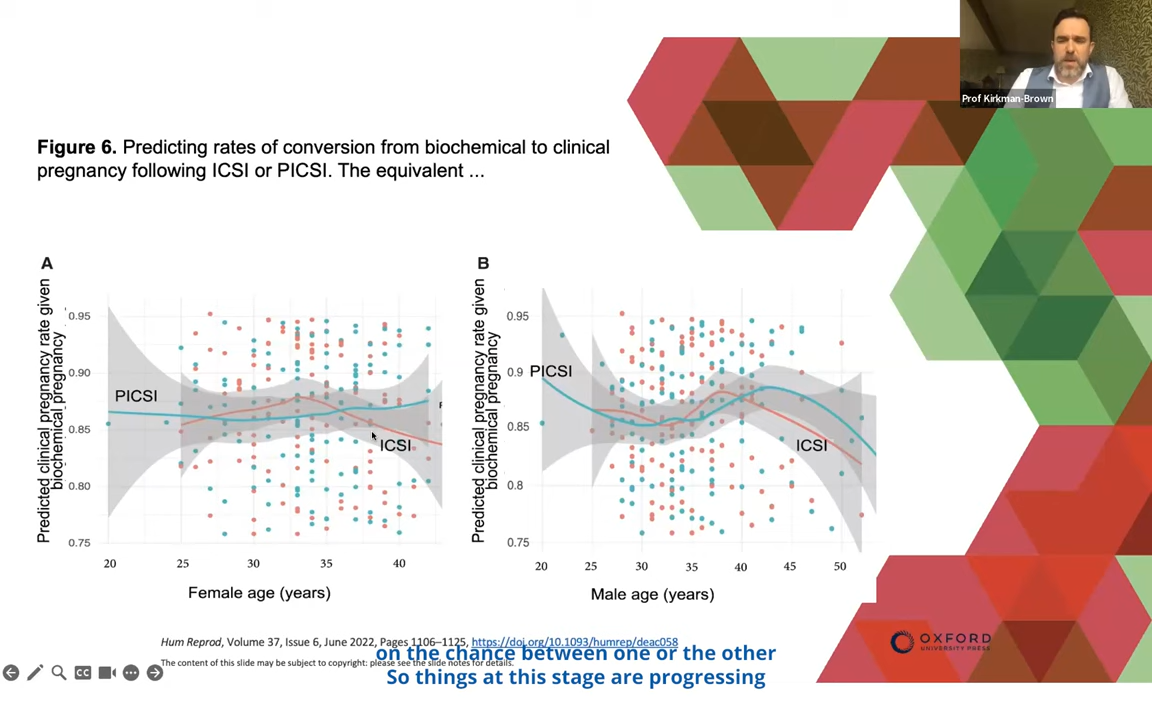 Prof Kirkman-Brown
Figure 6. Predicting rates of conversion from biochemical to clinical
pregnancy following ICSI or PICSI. The equivalent ...
A
Predicted clinical pregnancy rate given
biochemical pregnancy
0.95
0.90
0.85
0.80
0.75
PICSI
ICSI
20 25 30 35 40
Female age (years)
B
Predicted clinical pregnancy rate given
biochemical pregnancy
0.95
0.9
0.85
0.8
0.75
PICSI
ICSI
20 25 30 35 40 45 50
Male age (years)
Hum Reprod, Volume 37, Issue 6, June 2022, Pages 1106–1125, https://doi.org/10.1093/humrep/deac058
The content of this slide may be subject to copyright: please see the slide notes for details.
on the chance between one or the other
So things at this stage are progressing
CC
OXFORD
UNIVERSITY PRESS